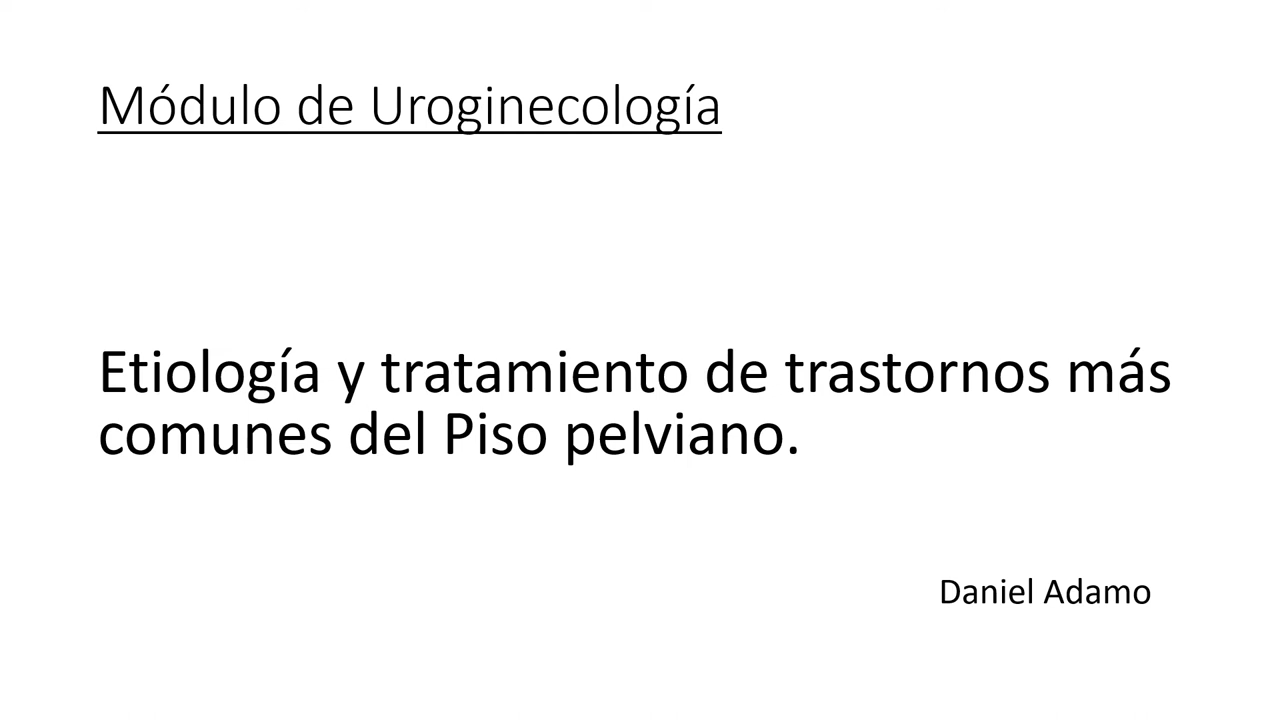 Módulo de Uroginecología
Etiología y tratamiento de trastornos más
comunes del Piso pelviano.
Daniel Adamo